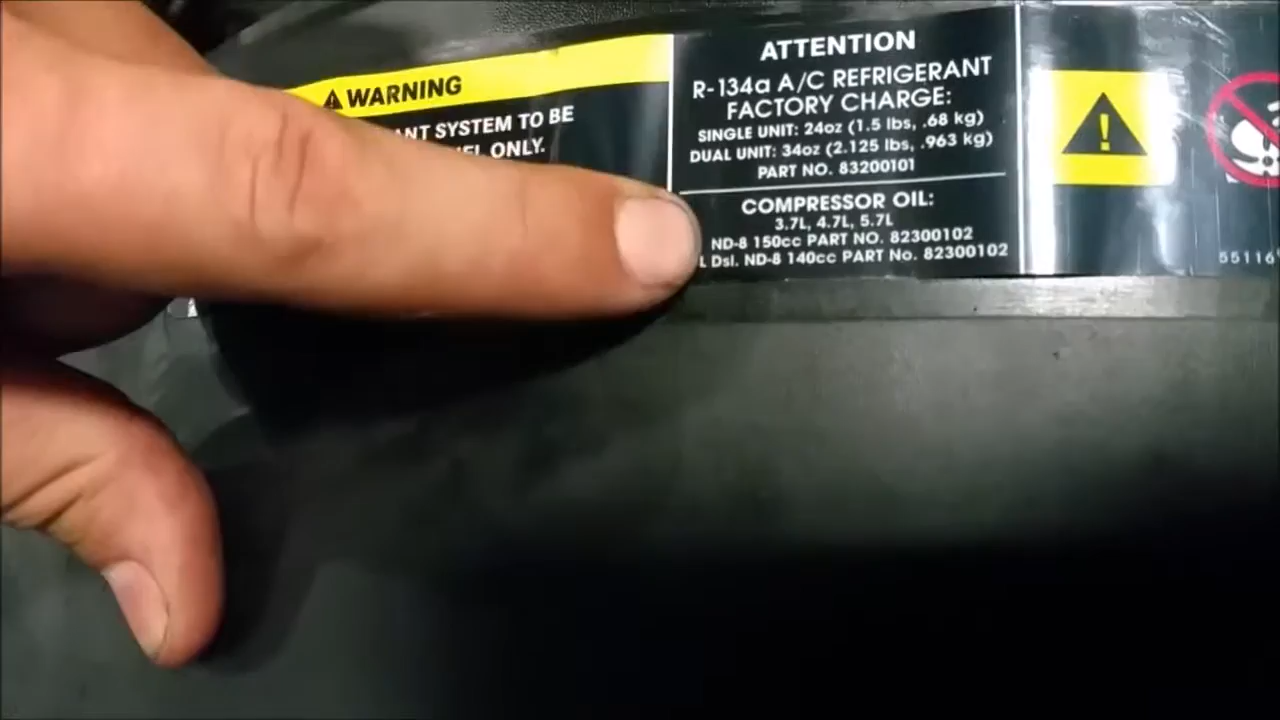 WARNING
ANT SYSTEM TO BE
ONLY.
ATTENTION
R-134a A/C REFRIGERANT
FACTORY CHARGE:
SINGLE UNIT: 24oz (1.5 lbs, .68 kg)
DUAL UNIT: 34oz (2.125 lbs, .963 kg)
PART NO. 83200101
COMPRESSOR OIL:
3.7L, 4.7L, 5.7L
ND-8 150cc PART NO. 82300102
L Dsl. ND-8 140cc PART No. 82300102
55116